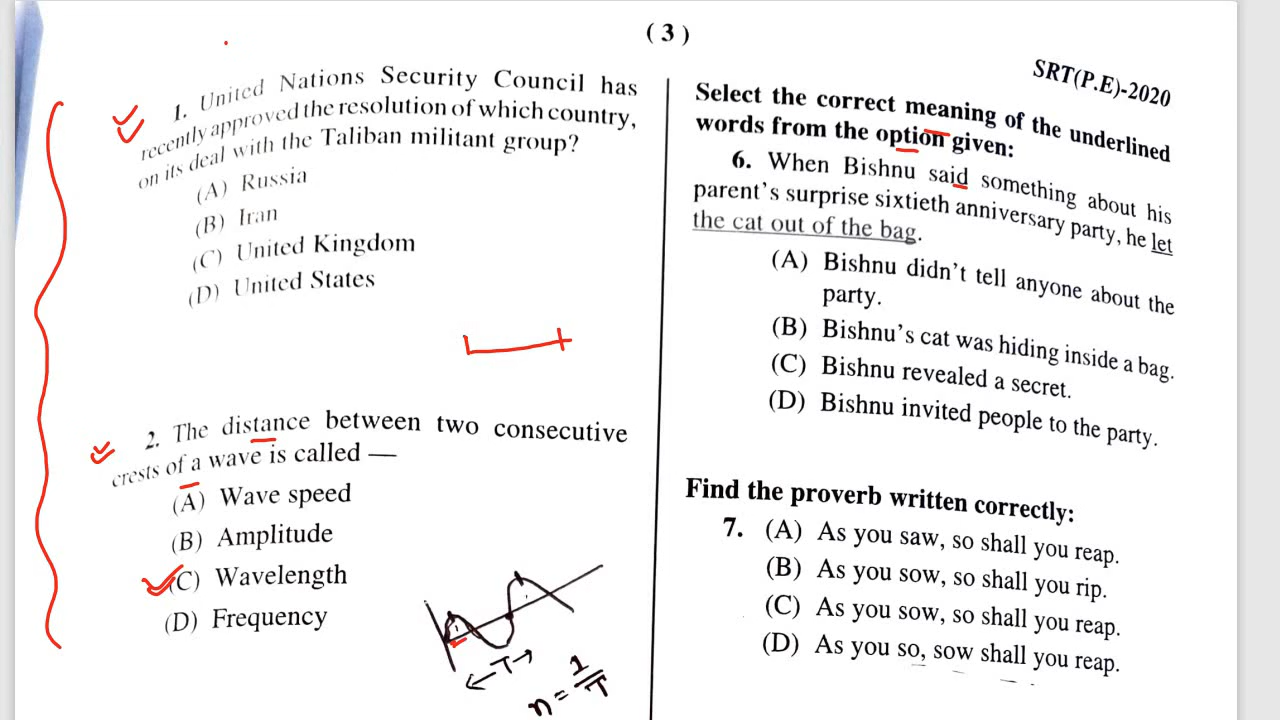 ( 3 )
SRT(P.E)-2020
1. United Nations Security Council has
recently approved the resolution of which country,
on its deal with the Taliban militant group?
(A) Russia
(B) Iran
(C) United Kingdom
(D) United States
2. The distance between two consecutive
crests of a wave is called —
(A) Wave speed
(B) Amplitude
(C) Wavelength
(D) Frequency
T
n = 1/T
Select the correct meaning of the underlined
words from the option given:
6. When Bishnu said something about his
parent's surprise sixtieth anniversary party, he let
the cat out of the bag.
(A) Bishnu didn't tell anyone about the
party.
(B) Bishnu's cat was hiding inside a bag.
(C) Bishnu revealed a secret.
(D) Bishnu invited people to the party.
Find the proverb written correctly:
7. (A) As you saw, so shall you reap.
(B) As you sow, so shall you rip.
(C) As you sow, so shall you reap.
(D) As you so, sow shall you reap.